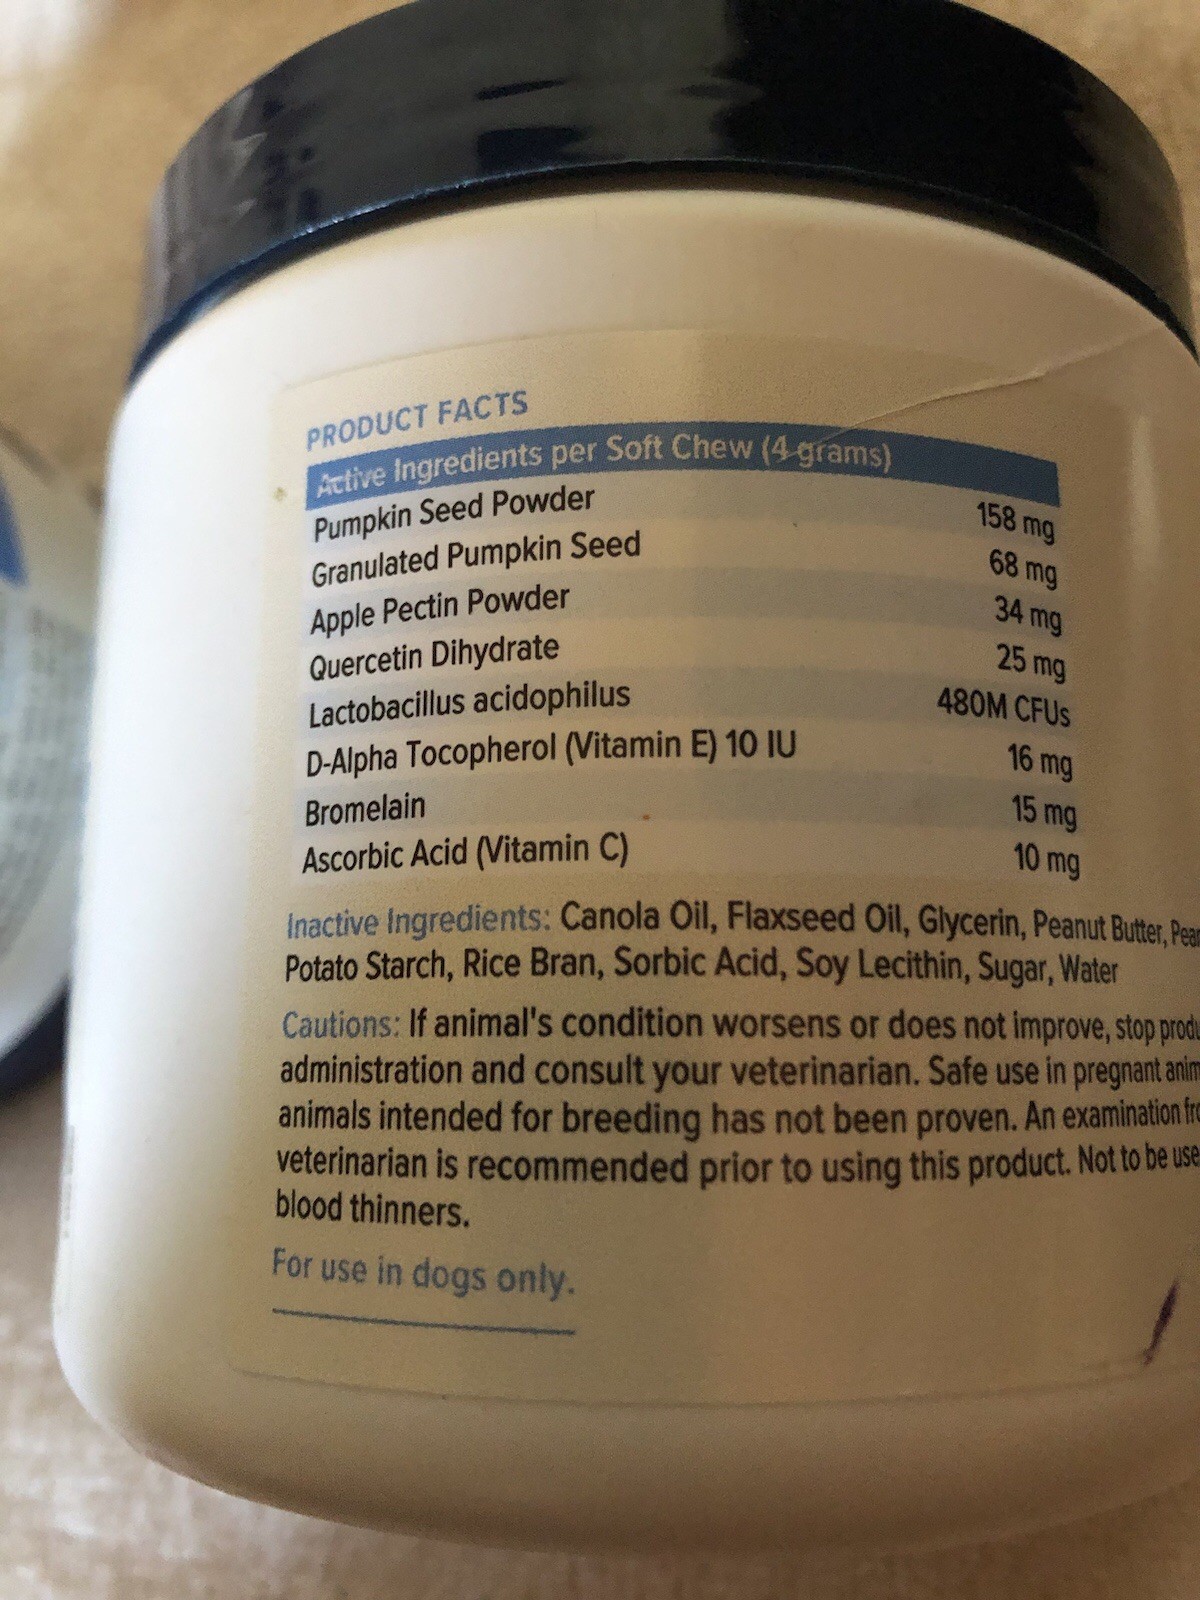 PRODUCT FACTS
Active Ingredients per Soft Chew (4 grams)
Pumpkin Seed Powder 158 mg
Granulated Pumpkin Seed 68 mg
Apple Pectin Powder 34 mg
Quercetin Dihydrate 25 mg
Lactobacillus acidophilus 480M CFUs
D-Alpha Tocopherol (Vitamin E) 10 IU 16 mg
Bromelain 15 mg
Ascorbic Acid (Vitamin C) 10 mg
Inactive Ingredients: Canola Oil, Flaxseed Oil, Glycerin, Peanut Butter,
Potato Starch, Rice Bran, Sorbic Acid, Soy Lecithin, Sugar, Water
Cautions: If animal's condition worsens or does not improve, stop
administration and consult your veterinarian. Safe use in pregnant
animals intended for breeding has not been proven. An examination
veterinarian is recommended prior to using this product. Not to be
blood thinners.
For use in dogs only.